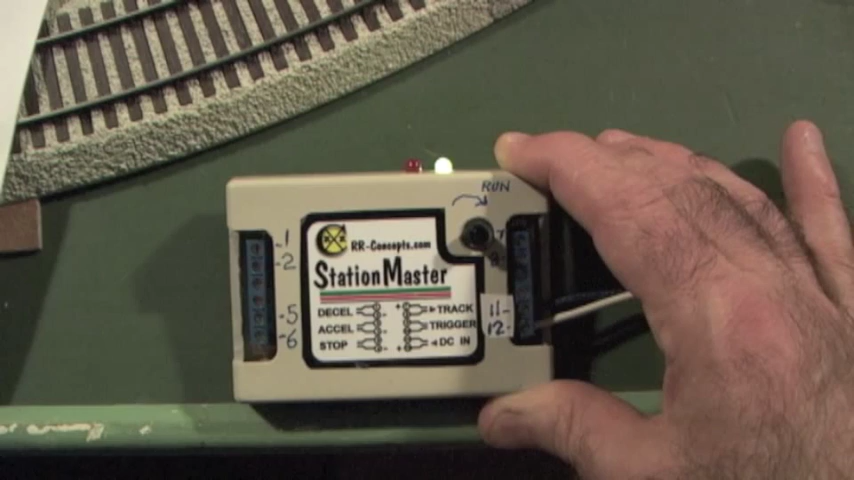 RUN
-1
-2
RR-Concepts.com
StationMaster
DECEL - + TRACK
ACCEL - TRIGGER
STOP - + DC IN
-5
-6
11-
12-